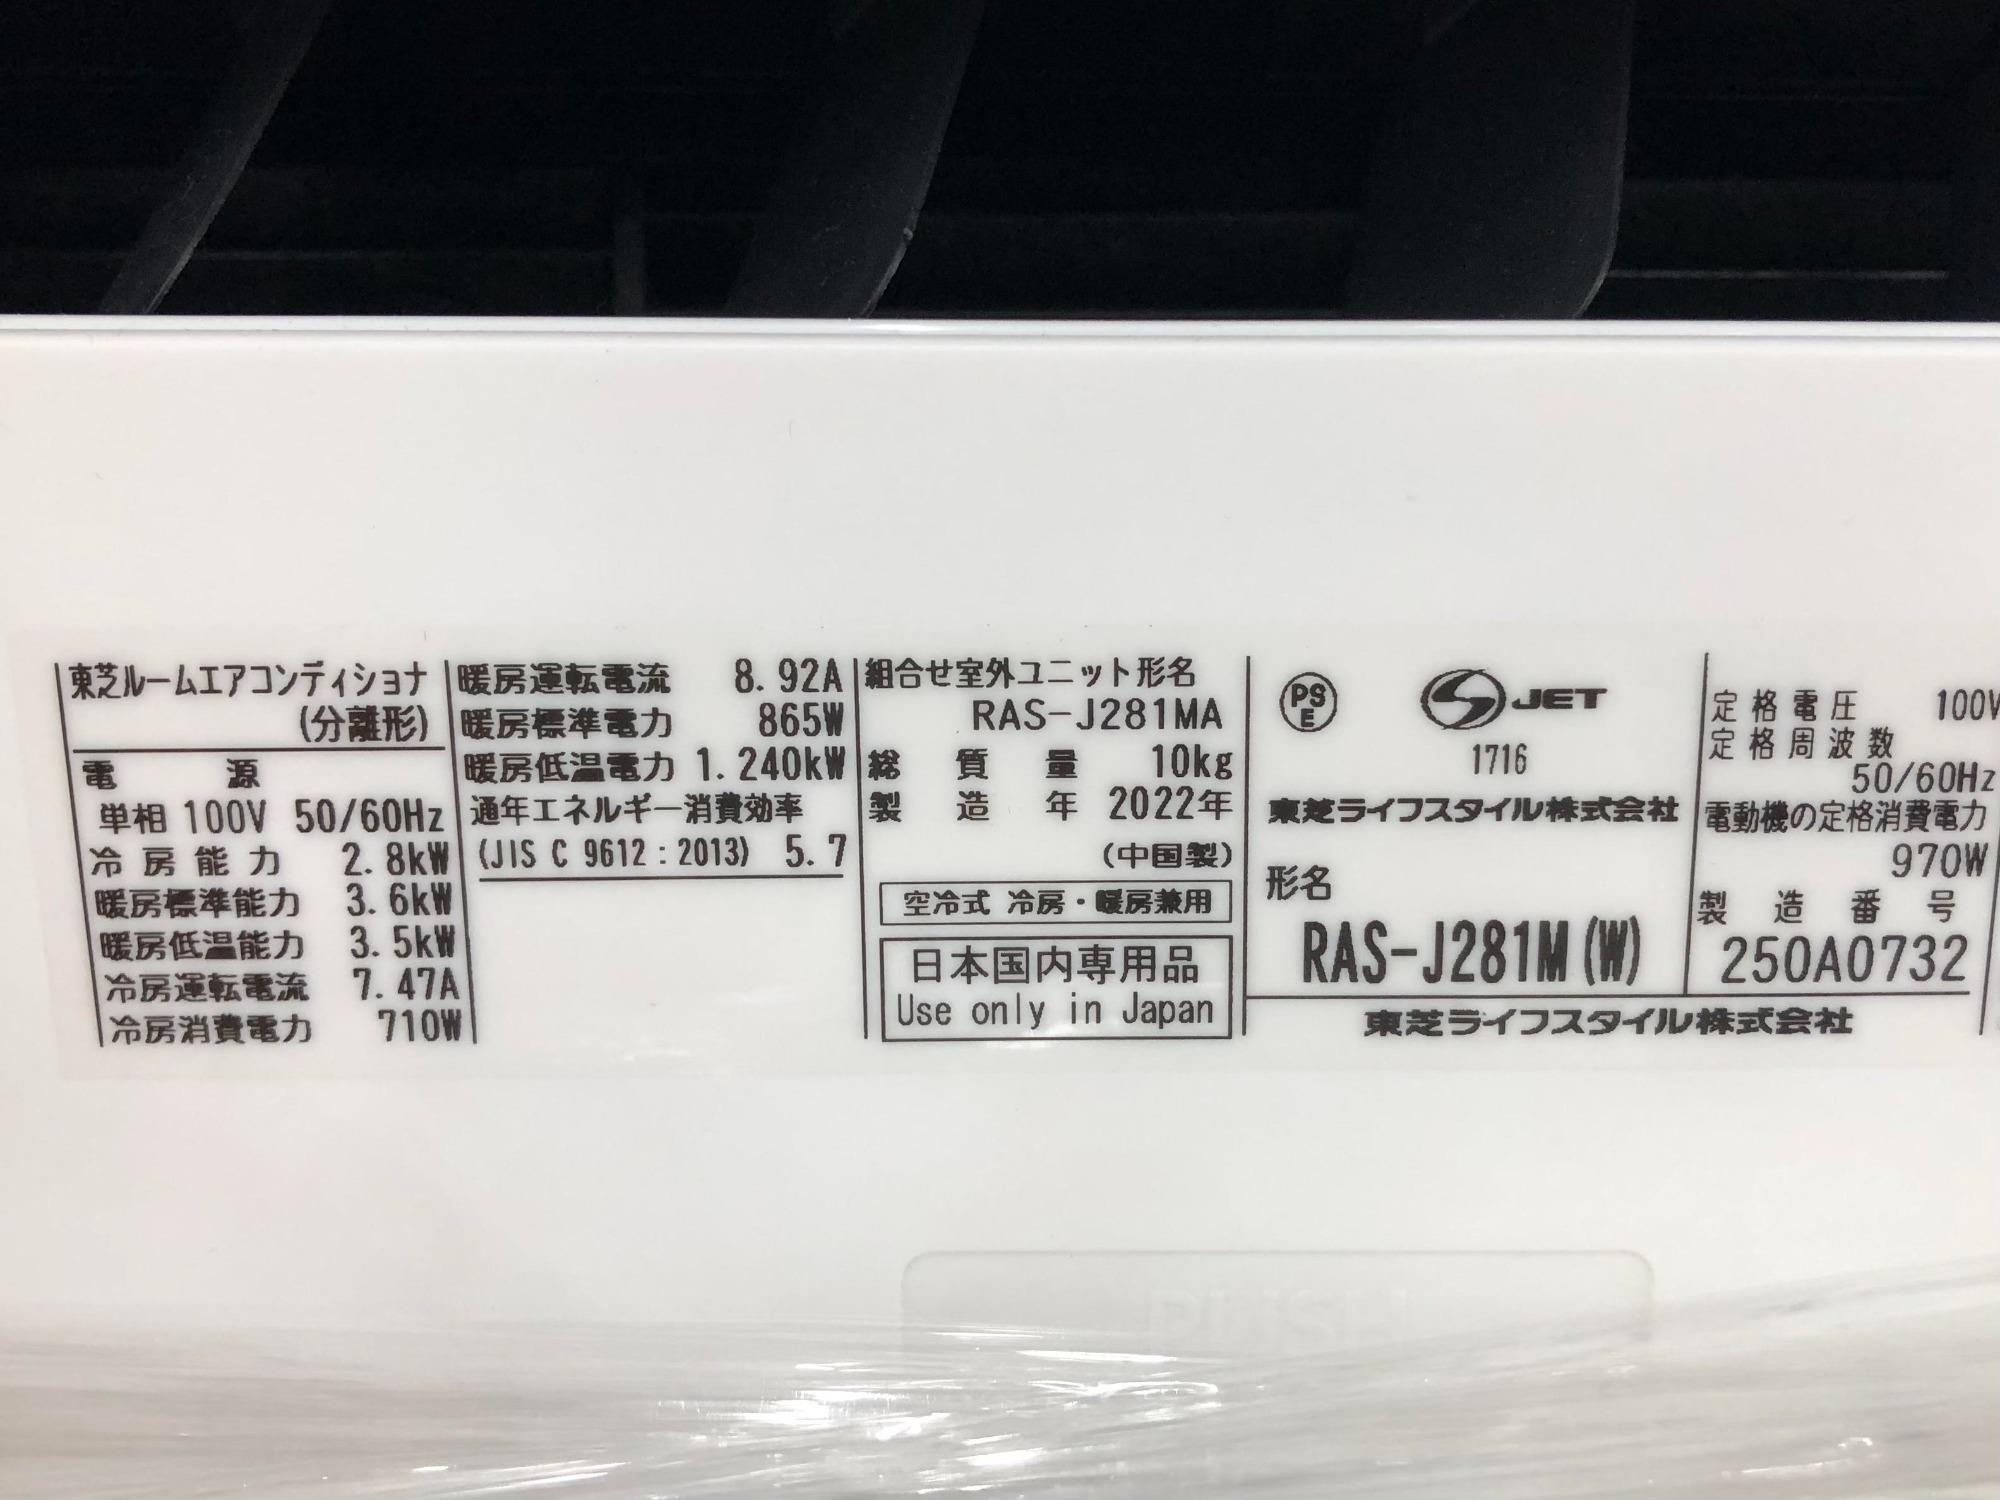 東芝ルームエアコンディショナ
(分離形)
電源
単相 100V 50/60Hz
冷房能力 2.8kW
暖房標準能力 3.6kW
暖房低温能力 3.5kW
冷房運転電流 7.47A
冷房消費電力 710W
暖房運転電流 8.92A
暖房標準電力 865W
暖房低温電力 1.240kW
通年エネルギー消費効率
(JIS C 9612:2013) 5.7
組合せ室外ユニット形名
RAS-J281MA
総質量 10kg
製造年 2022年
(中国製)
空冷式 冷房・暖房兼用
日本国内専用品
Use only in Japan
PS
E
JET
1716
東芝ライフスタイル株式会社
形名
RAS-J281M(W)
定格電圧 100V
定格周波数
50/60Hz
電動機の定格消費電力
970W
製造番号
250A0732
東芝ライフスタイル株式会社
PUSH